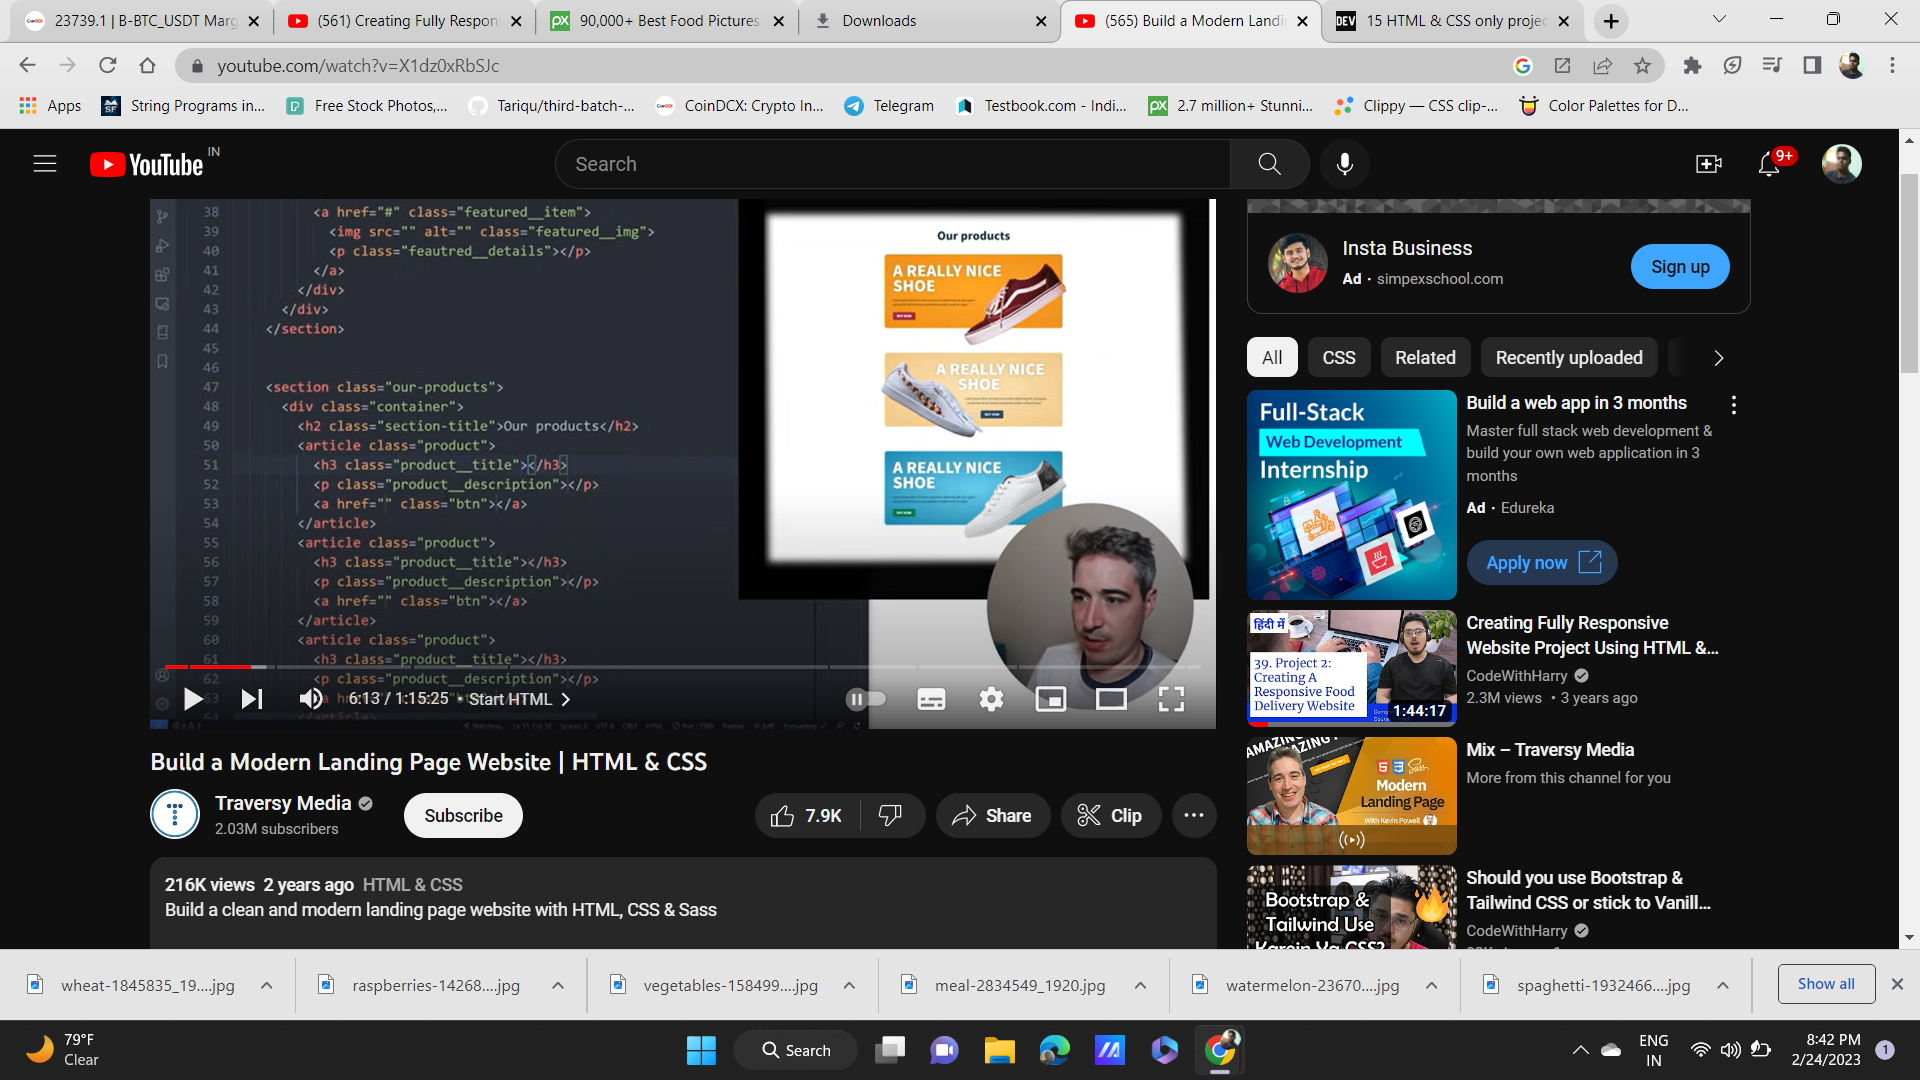 23739.1 | B-BTC_USDT Marg
(561) Creating Fully Respon
90,000+ Best Food Pictures
Downloads
(565) Build a Modern Landi
15 HTML & CSS only projec
youtube.com/watch?v=X1dz0xRbSJc
Apps
String Programs in...
Free Stock Photos,...
Tariqu/third-batch-...
CoinDCX: Crypto In...
Telegram
Testbook.com - Indi...
2.7 million+ Stunni...
Clippy — CSS clip-...
Color Palettes for D...
YouTube IN
Search
9+
38 <a href="#" class="featured__item">
39 <img src="" alt="" class="featured__img">
40 <p class="feautred__details"></p>
41 </a>
42 </div>
43 </div>
44 </section>
45
46
47 <section class="our-products">
48 <div class="container">
49 <h2 class="section-title">Our products</h2>
50 <article class="product">
51 <h3 class="product__title"></h3>
52 <p class="product__description"></p>
53 <a href="" class="btn"></a>
54 </article>
55 <article class="product">
56 <h3 class="product__title"></h3>
57 <p class="product__description"></p>
58 <a href="" class="btn"></a>
59 </article>
60 <article class="product">
61 <h3 class="product__title"></h3>
62 <p class="product__description"></p>
63
64
Our products
A REALLY NICE
SHOE
BUY NOW
A REALLY NICE
SHOE
BUY NOW
A REALLY NICE
SHOE
BUY NOW
6:13 / 1:15:25 • Start HTML
Build a Modern Landing Page Website | HTML & CSS
Traversy Media
2.03M subscribers
Subscribe
7.9K
Share
Clip
216K views 2 years ago HTML & CSS
Build a clean and modern landing page website with HTML, CSS & Sass
Insta Business
Ad · simpexschool.com
Sign up
All
CSS
Related
Recently uploaded
Full-Stack
Web Development
Internship
Build a web app in 3 months
Master full stack web development &
build your own web application in 3
months
Ad · Edureka
Apply now
हिंदी में
39. Project 2:
Creating A
Responsive Food
Delivery Website
1:44:17
Creating Fully Responsive
Website Project Using HTML &...
CodeWithHarry
2.3M views • 3 years ago
AMAZING
Modern
Landing Page
With Kevin Powell
Mix – Traversy Media
More from this channel for you
Bootstrap &
Tailwind Use
Karein Ya CSS?
Should you use Bootstrap &
Tailwind CSS or stick to Vanill...
CodeWithHarry
wheat-1845835_19....jpg
raspberries-14268....jpg
vegetables-158499....jpg
meal-2834549_1920.jpg
watermelon-23670....jpg
spaghetti-1932466....jpg
Show all
79°F
Clear
Search
ENG
IN
8:42 PM
2/24/2023
1